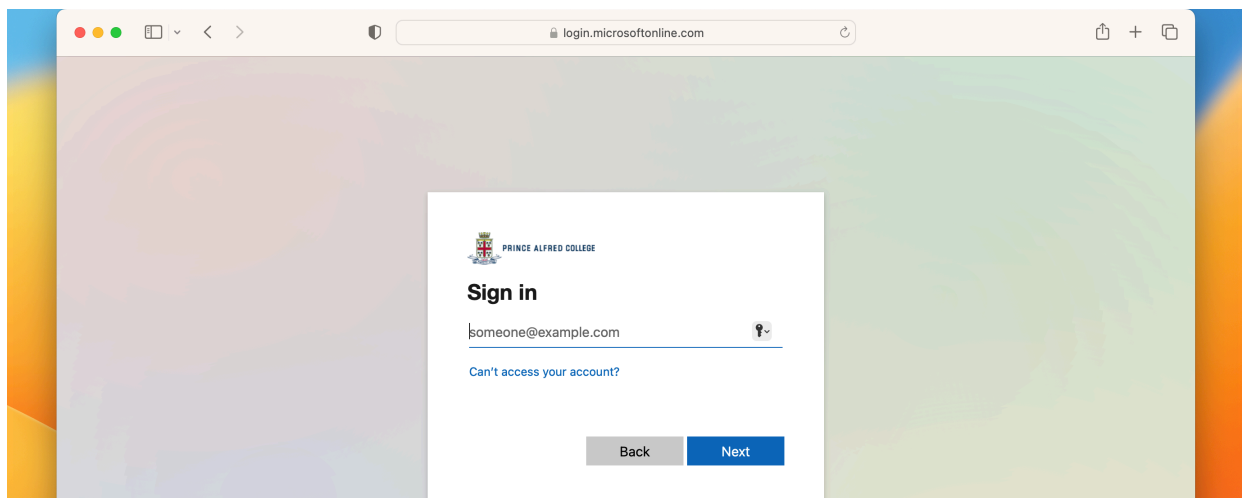 login.microsoftonline.com
PRINCE ALFRED COLLEGE
Sign in
someone@example.com
Can't access your account?
Back Next